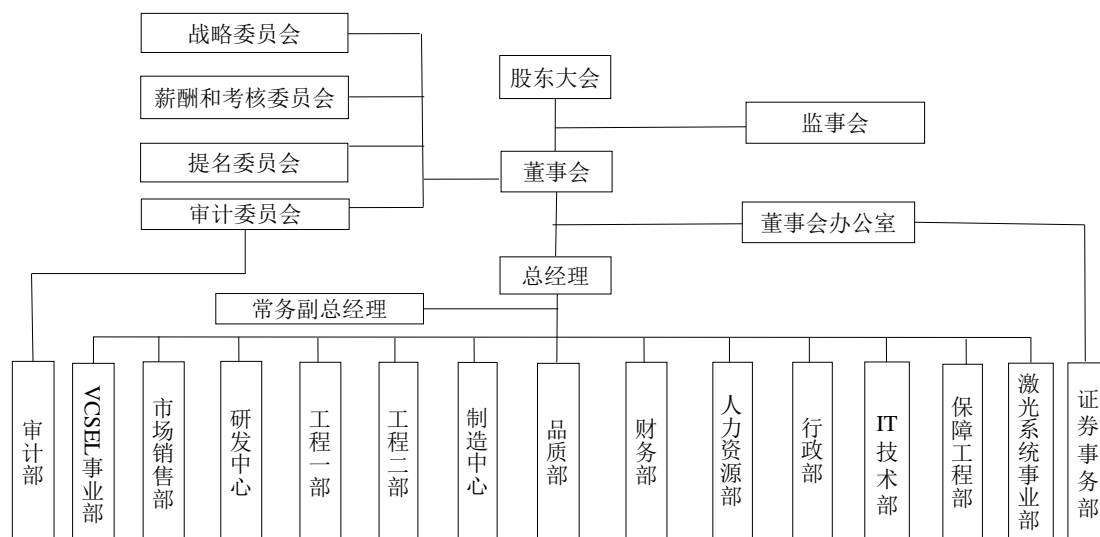 战略委员会
股东大会
薪酬和考核委员会
监事会
提名委员会
董事会
审计委员会
董事会办公室
总经理
常务副总经理
审计部
VCSEL事业部
市场销售部
研发中心
工程一部
工程二部
制造中心
品质部
财务部
人力资源部
行政部
IT技术部
保障工程部
激光系统事业部
证券事务部